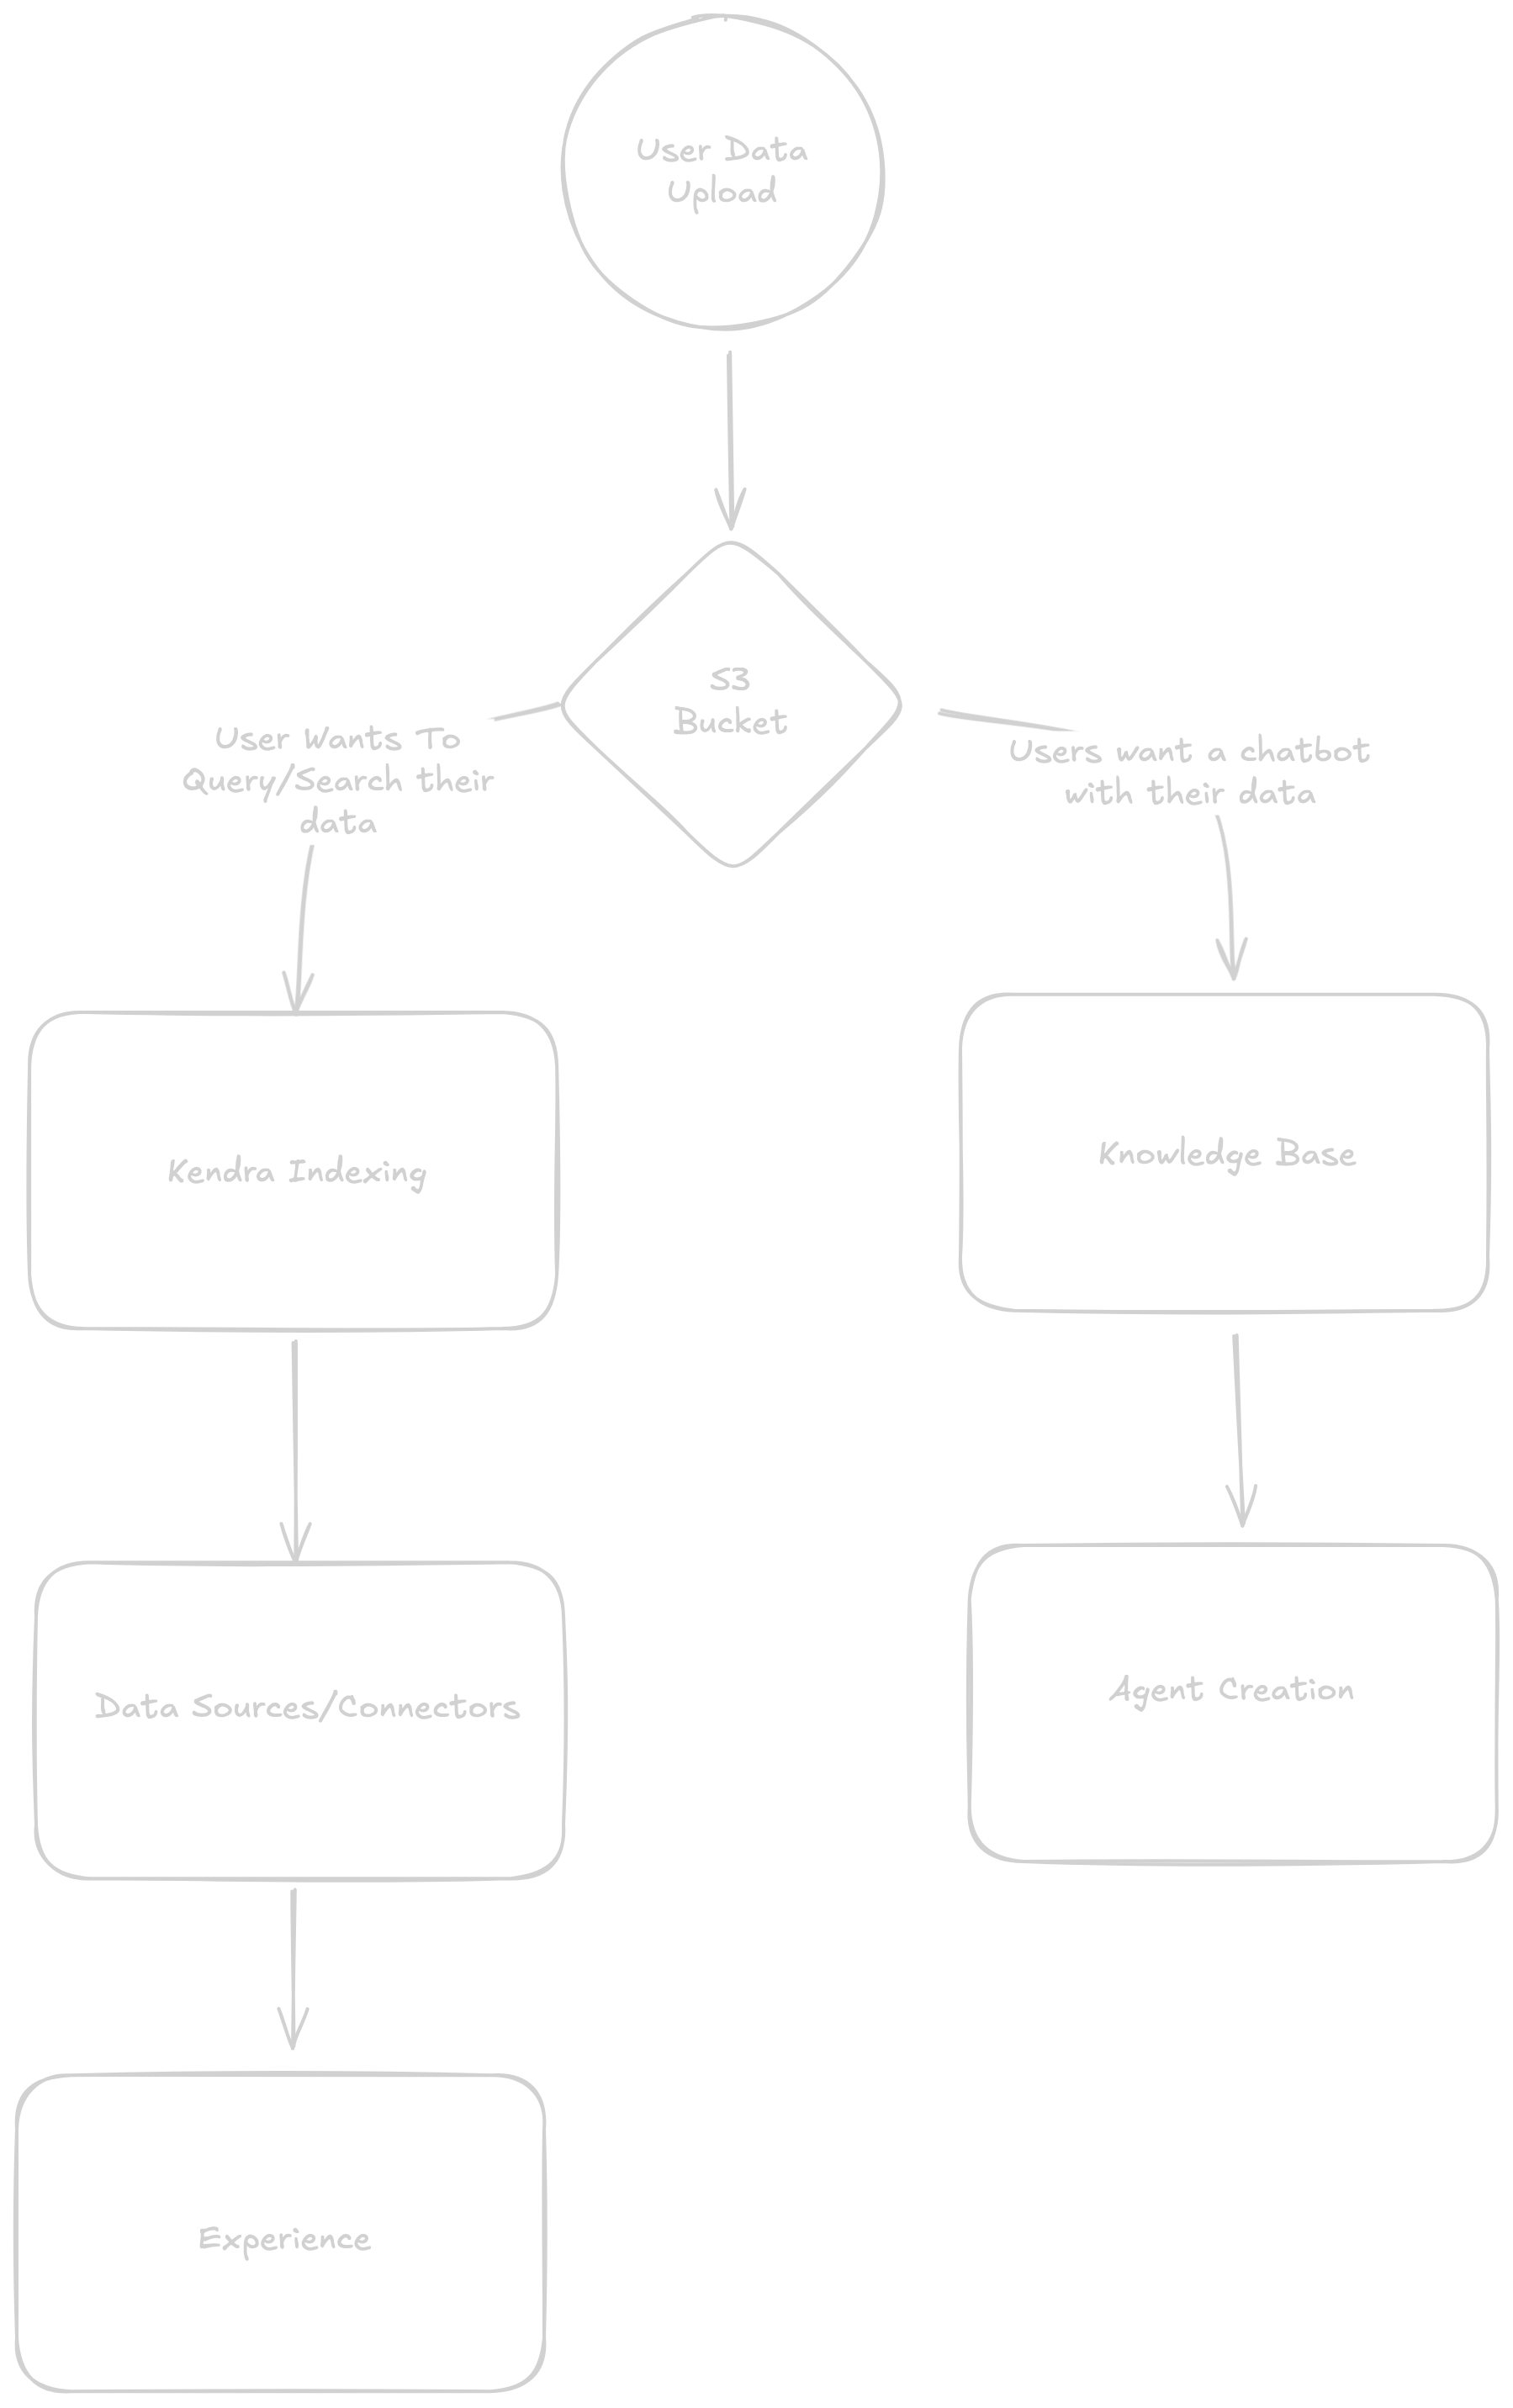 User Data
Upload
S3
Bucket
User Wants To
Query/Search their
data
Users want a chatbot
with their data
Kendra Indexing
Knowledge Base
Data Sources/Connectors
Agent Creation
Experience